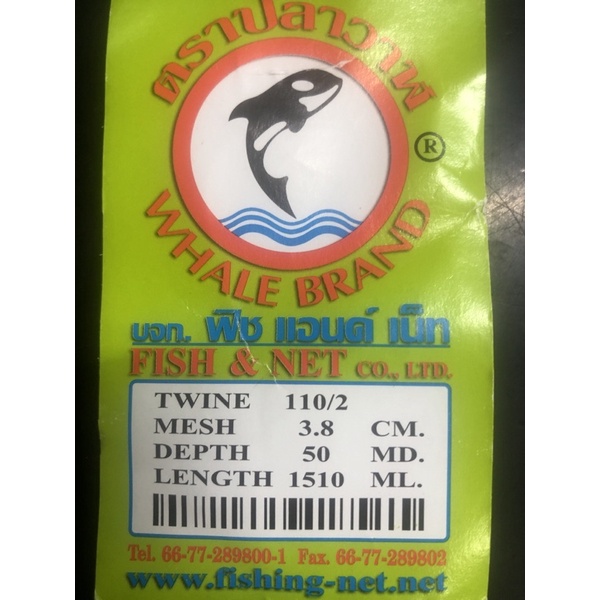 ตราปลาวาฬ
®
WHALE BRAND
บจก. ฟิช แอนด์ เน็ท
FISH & NET CO., LTD.
TWINE 110/2
MESH 3.8 CM.
DEPTH 50 MD.
LENGTH 1510 ML.
Tel. 66-77-289800-1 Fax. 66-77-289802
www.fishing-net.net